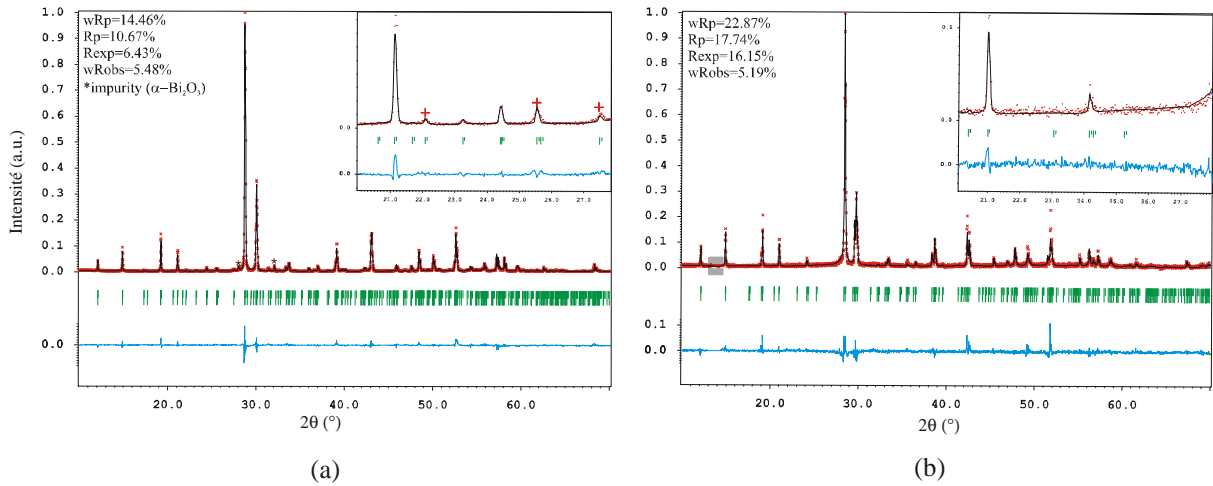 (a)
wRp=14.46%
Rp=10.67%
Rexp=6.43%
wRobs=5.48%
*impurity (α−Bi₂O₃)
Intensité (a.u.)
1.0
0.9
0.8
0.7
0.6
0.5
0.4
0.3
0.2
0.1
0.0
0.0
0.0
0.0
21.0 22.0 23.0 24.0 25.0 26.0 27.0
* *
20.0 30.0 40.0 50.0 60.0
2θ (°)
(b)
wRp=22.87%
Rp=17.74%
Rexp=16.15%
wRobs=5.19%
1.0
0.9
0.8
0.7
0.6
0.5
0.4
0.3
0.2
0.1
0.0
0.1
0.0
0.1
0.0
0.0
21.0 22.0 23.0 24.0 25.0 26.0 27.0
20.0 30.0 40.0 50.0 60.0
2θ (°)